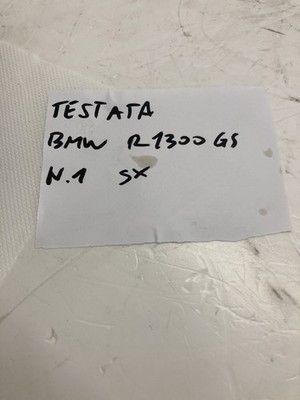 TESTATA
BMW R1300 GS
N.1 SX